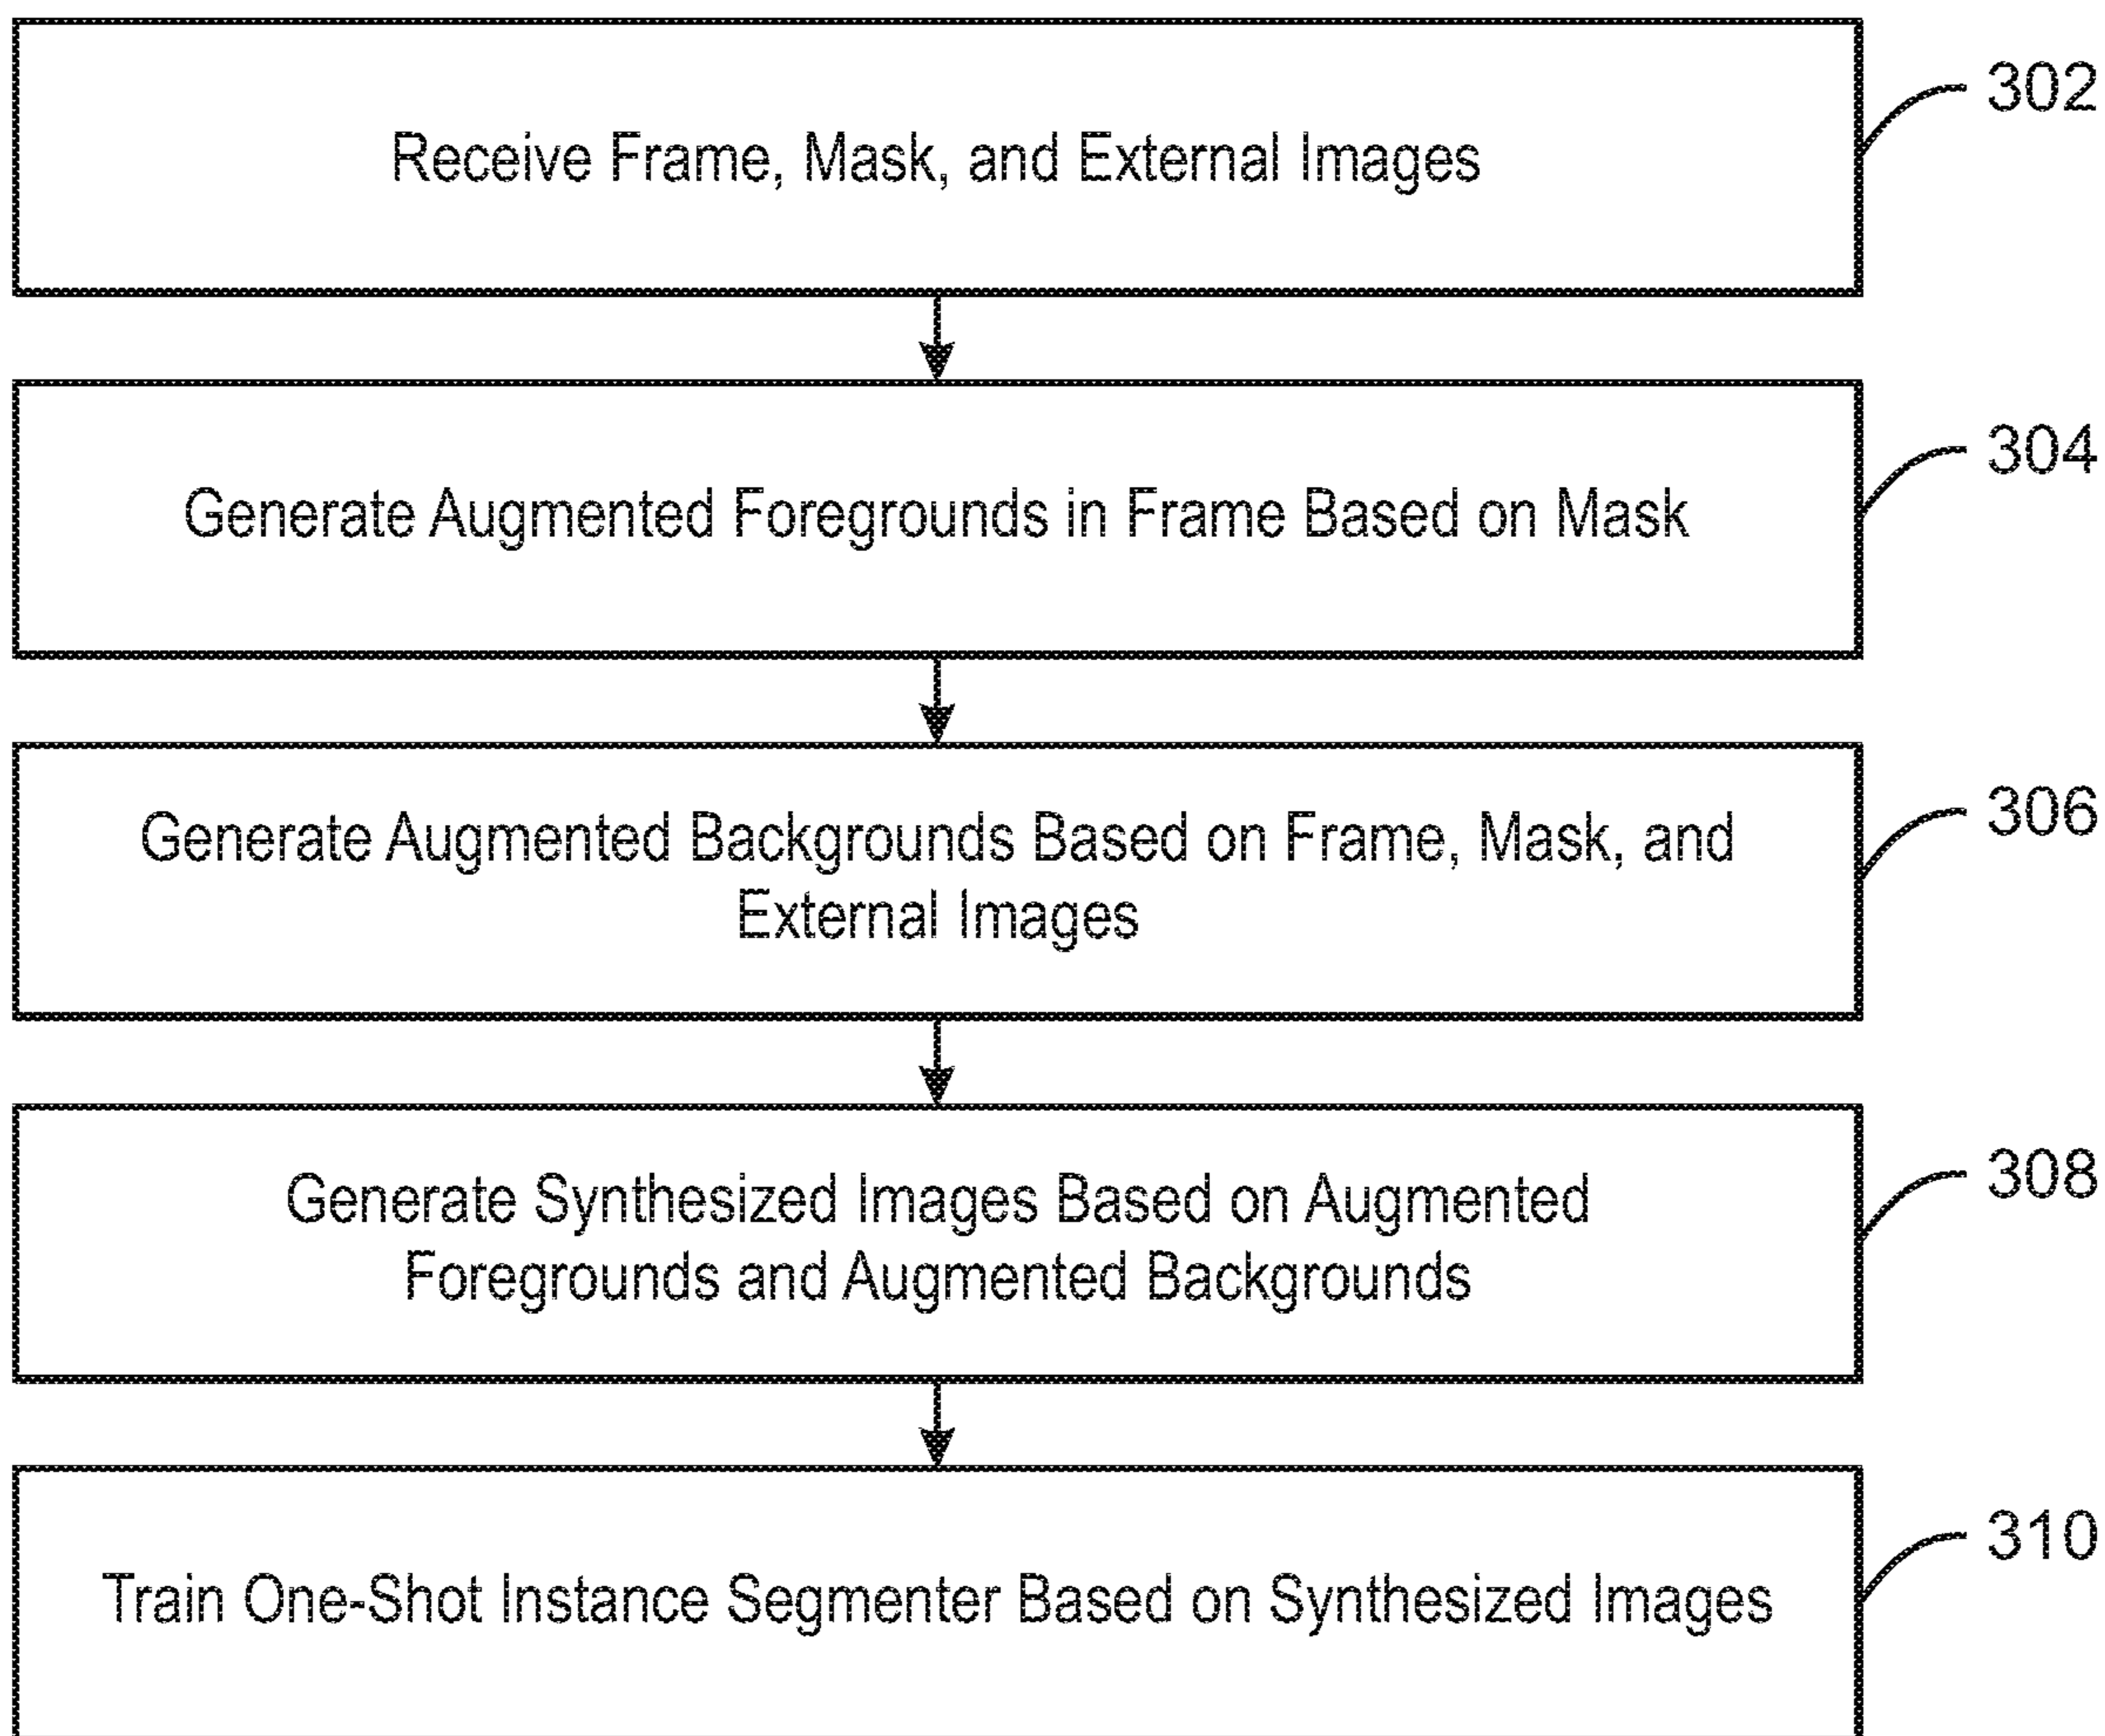 Receive Frame, Mask, and External Images
302
Generate Augmented Foregrounds in Frame Based on Mask
304
Generate Augmented Backgrounds Based on Frame, Mask, and
External Images
306
Generate Synthesized Images Based on Augmented
Foregrounds and Augmented Backgrounds
308
Train One-Shot Instance Segmenter Based on Synthesized Images
310